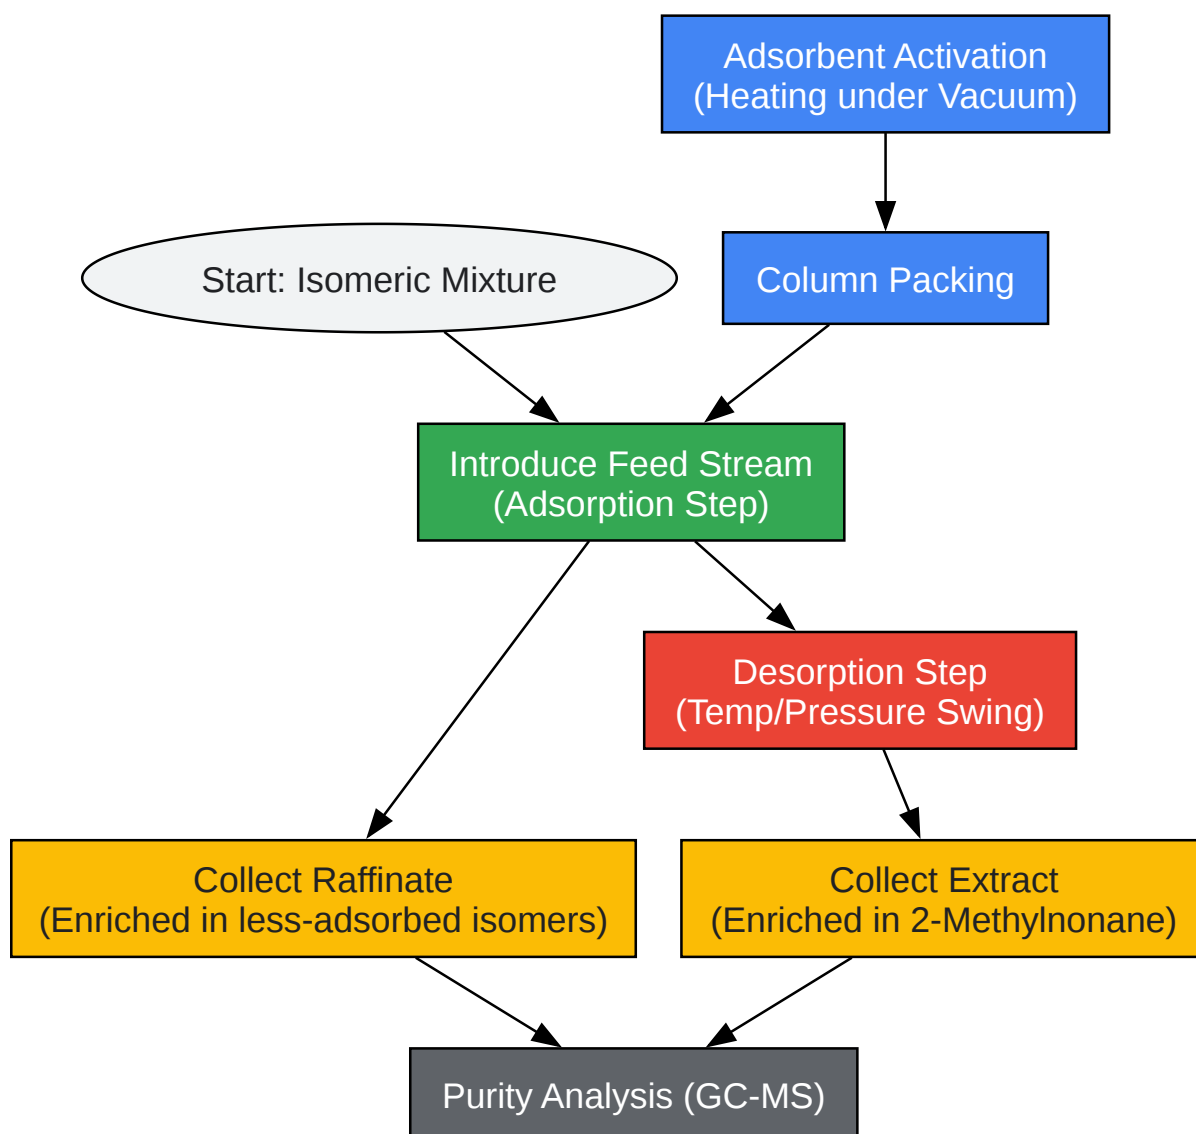 Adsorbent Activation
(Heating under Vacuum)
Start: Isomeric Mixture
Column Packing
Introduce Feed Stream
(Adsorption Step)
Desorption Step
(Temp/Pressure Swing)
Collect Raffinate
(Enriched in less-adsorbed isomers)
Collect Extract
(Enriched in 2-Methylnonane)
Purity Analysis (GC-MS)